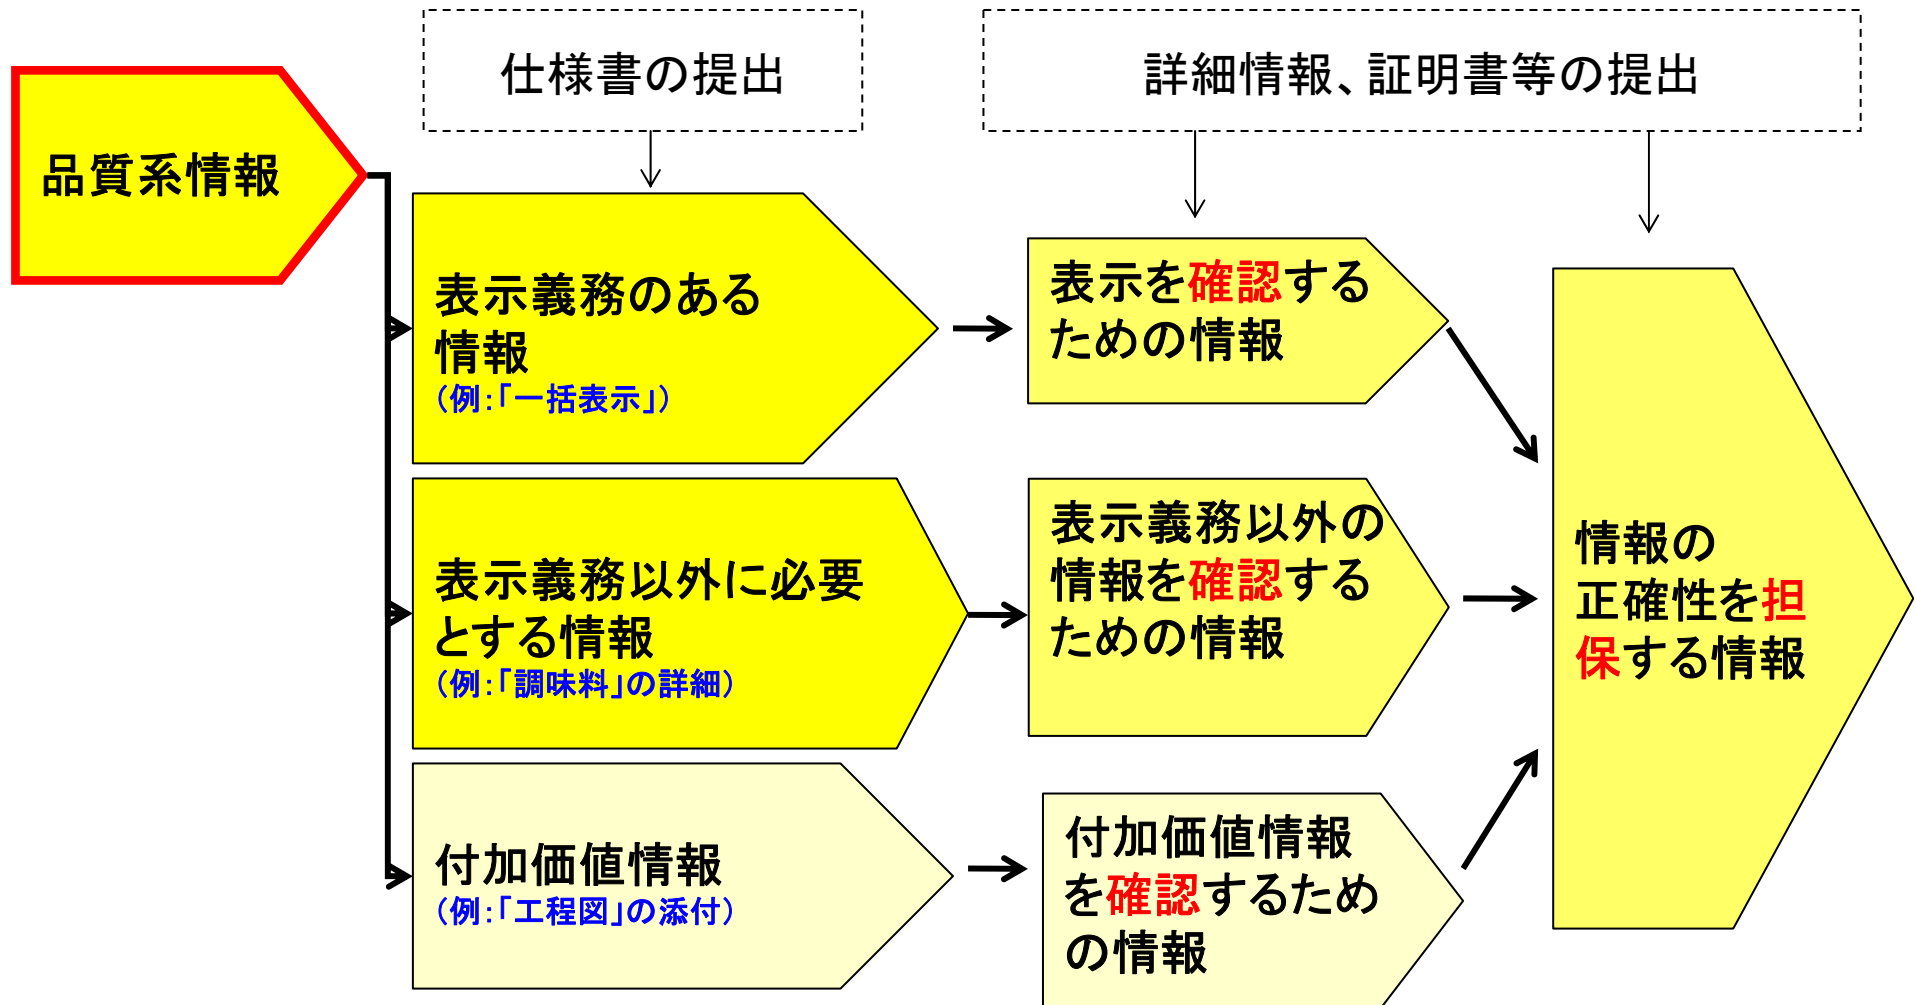 仕様書の提出
詳細情報、証明書等の提出
品質系情報
表示義務のある
情報
(例:「一括表示」)
表示を確認する
ための情報
表示義務以外に必要
とする情報
(例:「調味料」の詳細)
表示義務以外の
情報を確認する
ための情報
付加価値情報
(例:「工程図」の添付)
付加価値情報
を確認するため
の情報
情報の
正確性を担
保する情報